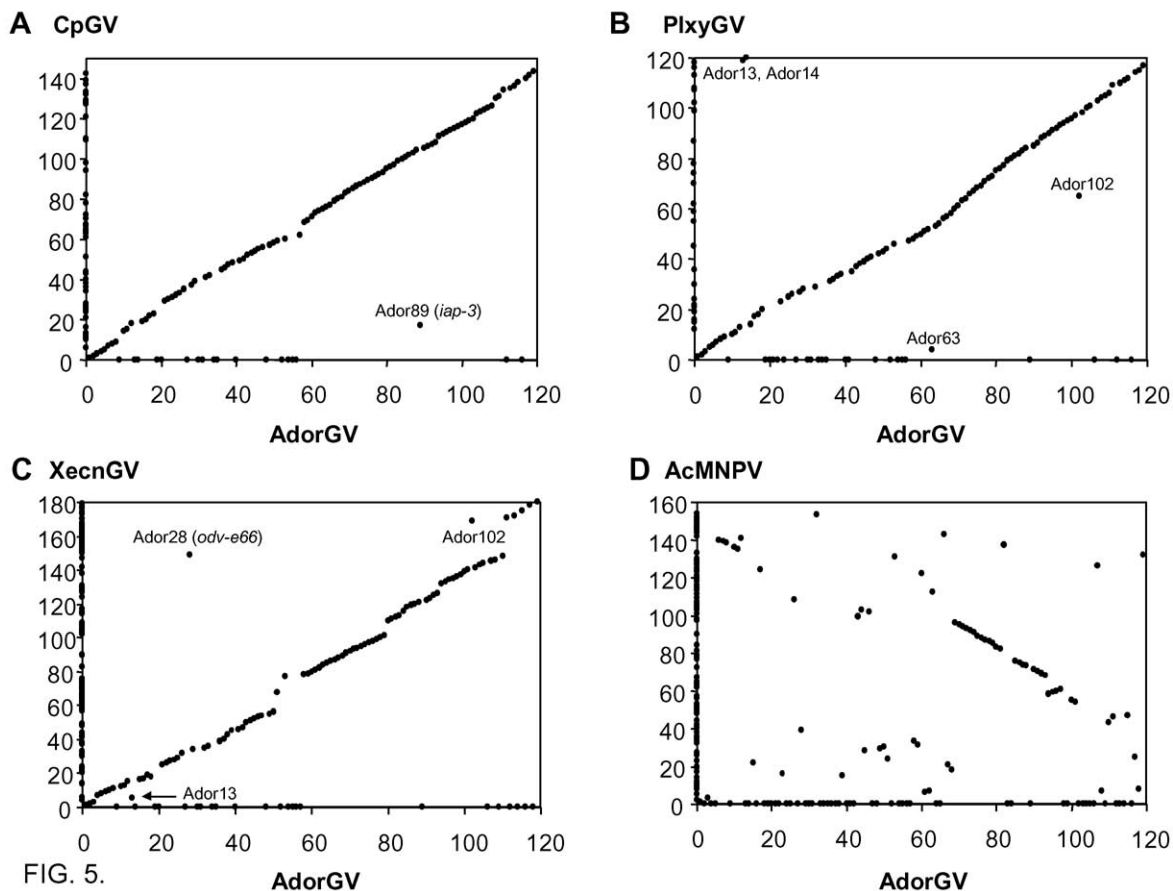 A CpGV
140
120
100
80
60
40
20
0
Ador89 (iap-3)
0 20 40 60 80 100 120
AdorGV
B PlxyGV
120
100
80
60
40
20
0
Ador13, Ador14
Ador102
Ador63
0 20 40 60 80 100 120
AdorGV
C XecnGV
180
160
140
120
100
80
60
40
20
0
Ador28 (odv-e66)
Ador102
Ador13
0 20 40 60 80 100 120
AdorGV
D AcMNPV
160
140
120
100
80
60
40
20
0
0 20 40 60 80 100 120
AdorGV
FIG. 5.